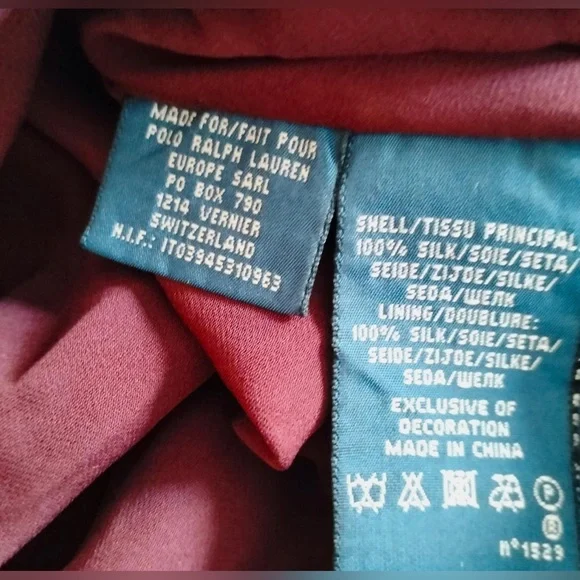 MADE FOR/FAIT POUR
POLO RALPH LAUREN
EUROPE SARL
PO BOX 790
1214 VERNIER
SWITZERLAND
N.I.F.: IT03945310963
SHELL/TISSU PRINCIPAL
100% SILK/SOIE/SETA/
SEIDE/ZIJDE/SILKE/
SEDA/ШЕЛК
LINING/DOUBLURE:
100% SILK/SOIE/SETA/
SEIDE/ZIJDE/SILKE/
SEDA/ШЕЛК
EXCLUSIVE OF
DECORATION
MADE IN CHINA
P
n°1529